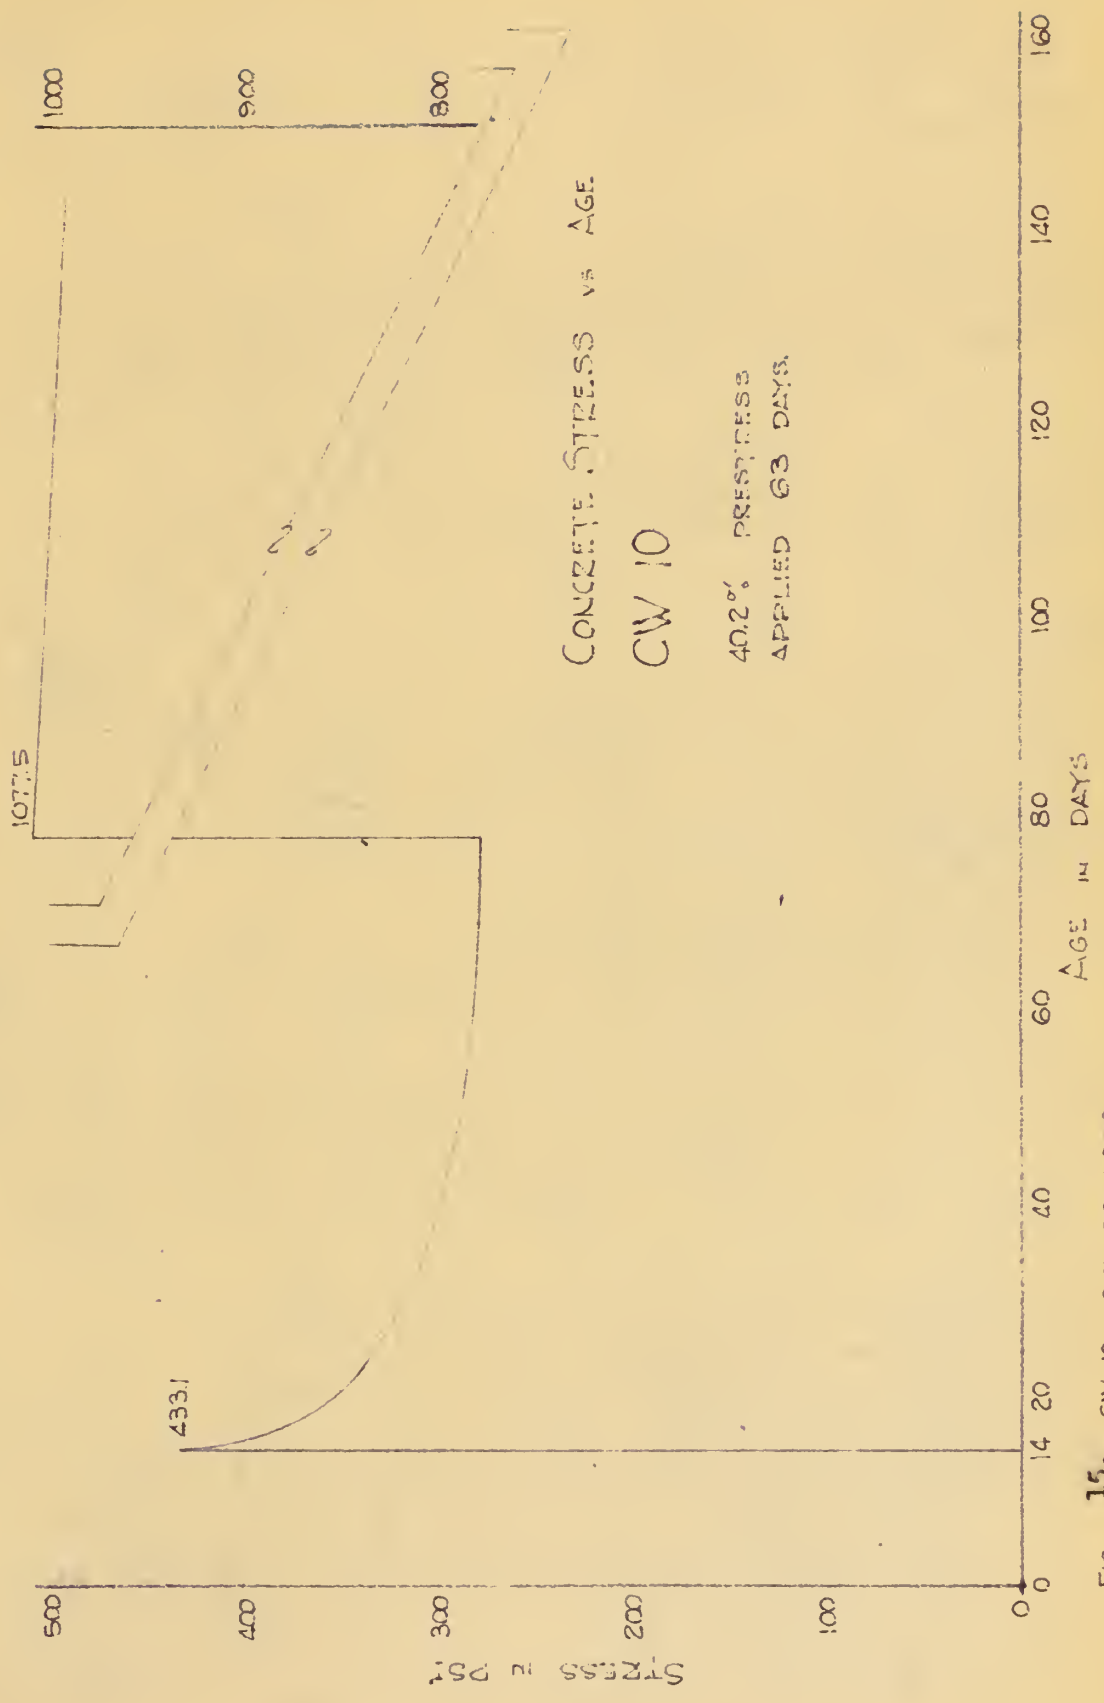 1077.5
1000
900
800
433.1
500
400
300
200
100
0
STRESS IN PSI
CONCRETE STRESS vs AGE
CW 10
40.2% PRESTRESS
APPLIED 63 DAYS.
0 14 20 40 60 80 100 120 140 160
AGE IN DAYS
FIG. 15.